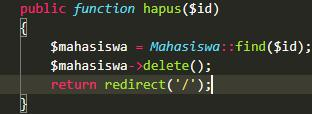 public function hapus($id)
{
    $mahasiswa = Mahasiswa::find($id);
    $mahasiswa->delete();
    return redirect('/');
}